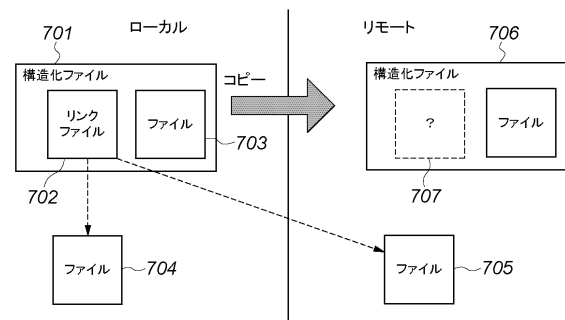 701
ローカル
リモート
706
構造化ファイル
コピー
構造化ファイル
リンク
ファイル
ファイル
703
?
ファイル
702
707
ファイル
704
ファイル
705